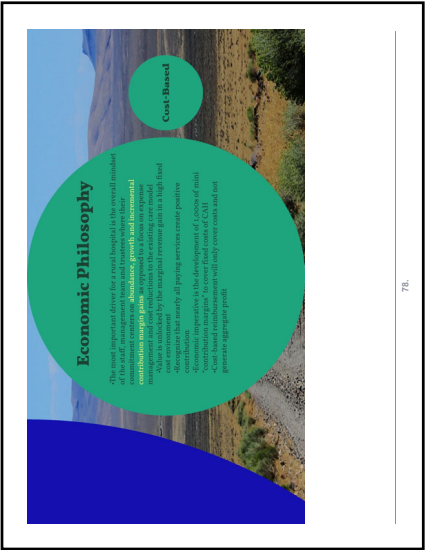 Cost-Based
Economic Philosophy
•The most important driver for a rural hospital is the overall mindset
of the staff, management team and trustees where their
commitment centers on abundance, growth and incremental
contribution margin gains as opposed to a focus on expense
management and cost reductions to the existing care model
•Value is unlocked by the marginal revenue gain in a high fixed
cost environment
•Recognize that nearly all paying services create positive
contribution
•Economic imperative is the development of 1,000s of mini
"contribution margins" to cover fixed costs of CAH
•Cost-based reimbursement will only cover costs and not
generate aggregate profit
78.